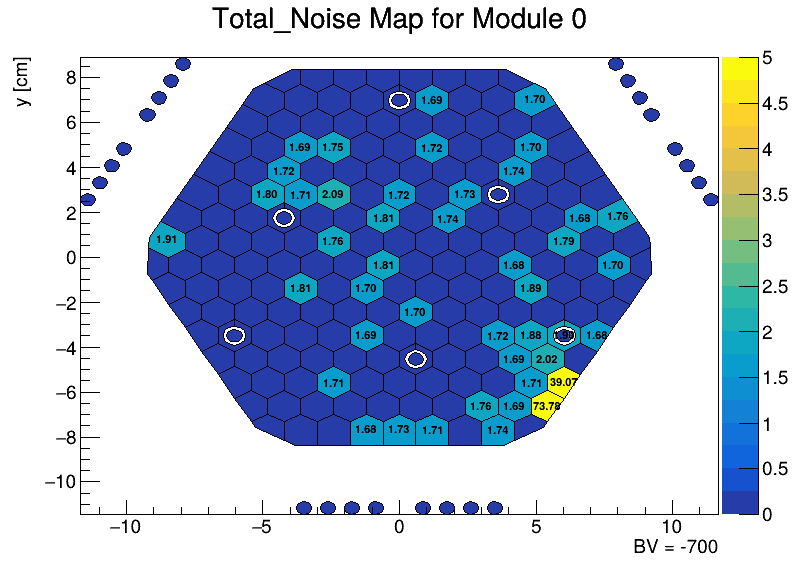 Total_Noise Map for Module 0
y [cm]
8
6
4
2
0
−2
−4
−6
−8
−10
1.69 1.70
1.69 1.75 1.72 1.70
1.72 1.74
1.80 1.71 2.09 1.72 1.73
1.81 1.74 1.68 1.76
1.91 1.76 1.79
1.81 1.68 1.70
1.81 1.70 1.89
1.70
1.69 1.72 1.88 1.90 1.68
1.69 2.02
1.71 1.71 39.07
1.76 1.69 73.78
1.68 1.73 1.71 1.74
5
4.5
4
3.5
3
2.5
2
1.5
1
0.5
0
−10 −5 0 5 10
BV = -700